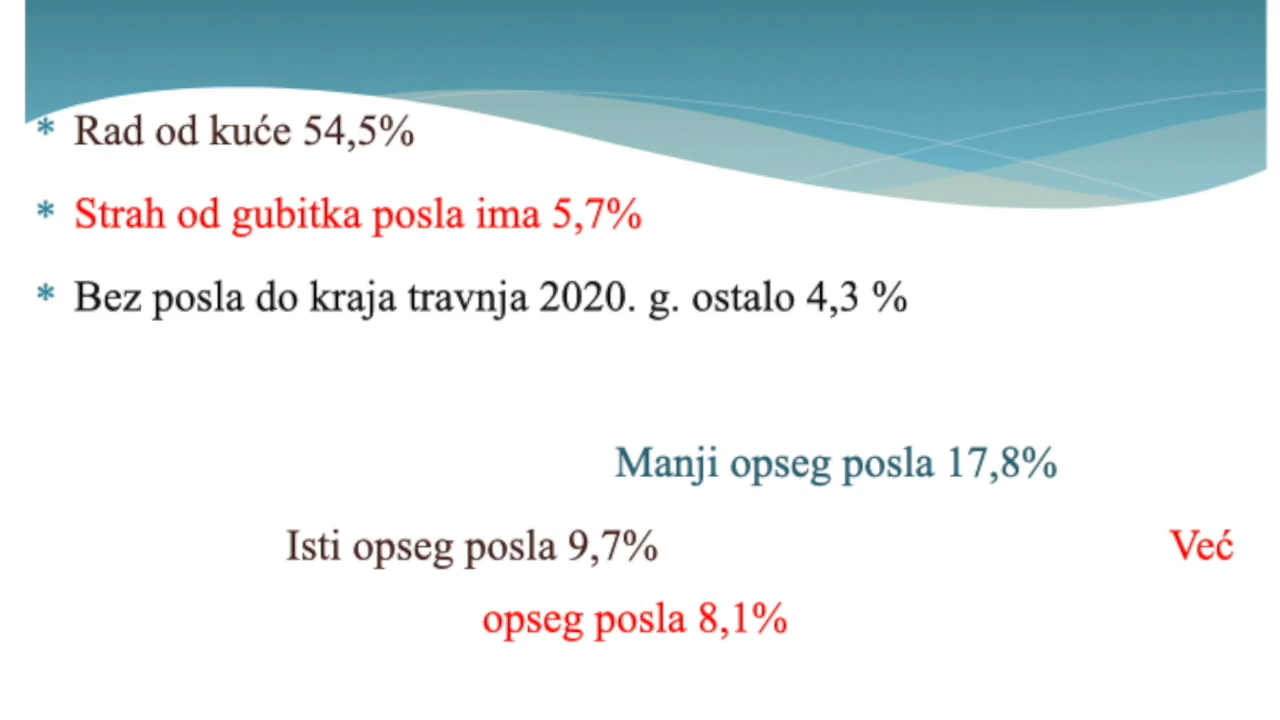 * Rad od kuće 54,5%
* Strah od gubitka posla ima 5,7%
* Bez posla do kraja travnja 2020. g. ostalo 4,3 %
Manji opseg posla 17,8%
Isti opseg posla 9,7% Već
opseg posla 8,1%